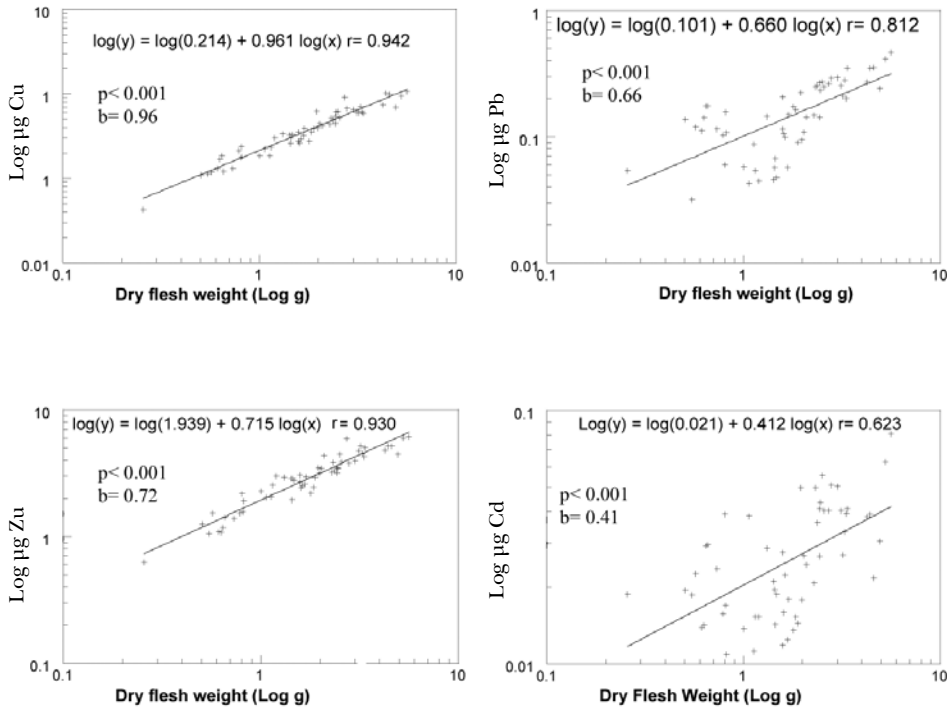 10
log(y) = log(0.214) + 0.961 log(x) r= 0.942
p< 0.001
b= 0.96
1
Log µg Cu
1
0.01
0.1
1
10
Dry flesh weight (Log g)
1
log(y) = log(0.101) + 0.660 log(x) r= 0.812
p< 0.001
b= 0.66
Log µg Pb
0.1
0.01
0.1
1
10
Dry flesh weight (Log g)
10
log(y) = log(1.939) + 0.715 log(x) r= 0.930
p< 0.001
b= 0.72
Log µg Zu
1
0.1
0.1
1
10
Dry flesh weight (Log g)
0.1
Log(y) = log(0.021) + 0.412 log(x) r= 0.623
p< 0.001
b= 0.41
Log µg Cd
0.01
0.1
1
10
Dry Flesh Weight (Log g)